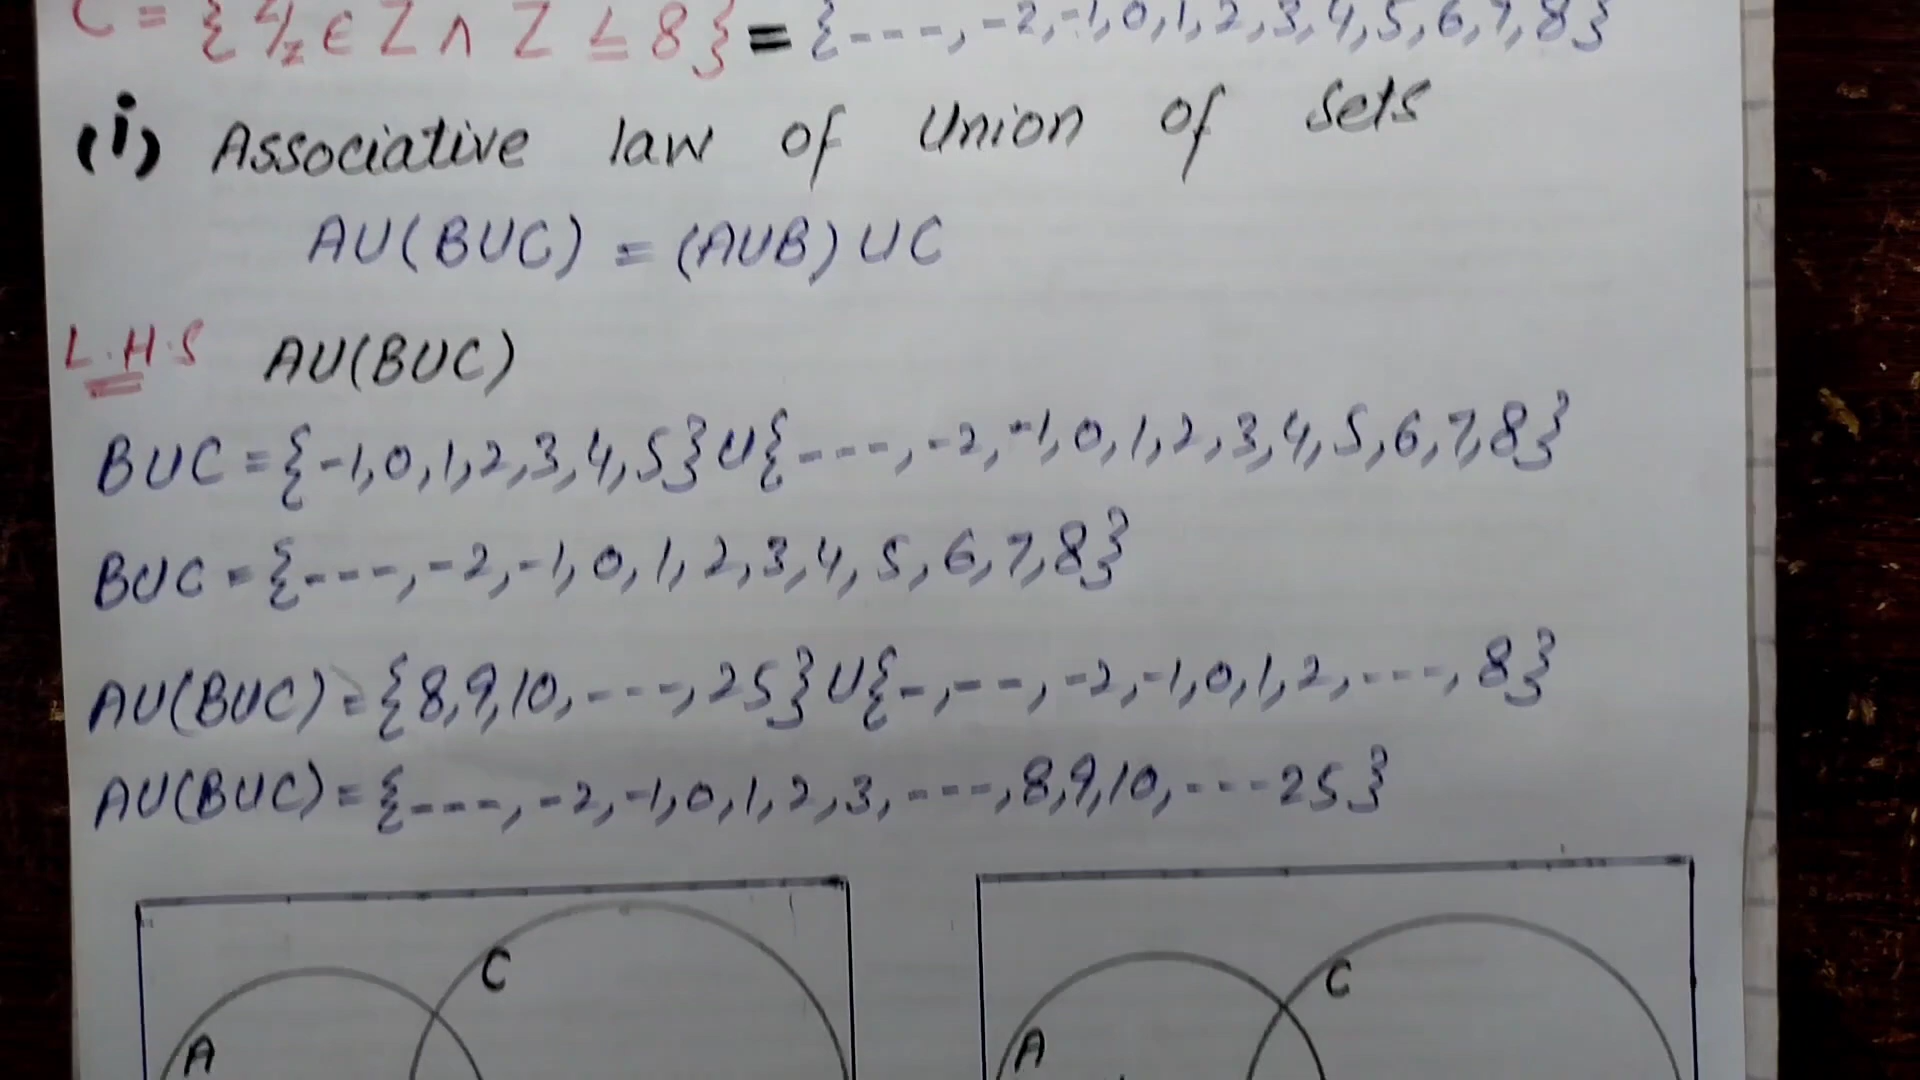 C = {Z/z ∈ Z ∧ Z ≤ 8} = {----, -2, -1, 0, 1, 2, 3, 4, 5, 6, 7, 8}
(i) Associative law of Union of sets
AU(BUC) = (AUB) UC
L.H.S AU(BUC)
BUC = {-1, 0, 1, 2, 3, 4, 5} U {----, -2, -1, 0, 1, 2, 3, 4, 5, 6, 7, 8}
BUC = {----, -2, -1, 0, 1, 2, 3, 4, 5, 6, 7, 8}
AU(BUC) = {8, 9, 10, ----, 25} U {-, --, -2, -1, 0, 1, 2, ----, 8}
AU(BUC) = {----, -2, -1, 0, 1, 2, 3, ----, 8, 9, 10, --- 25}
C
C
A
A